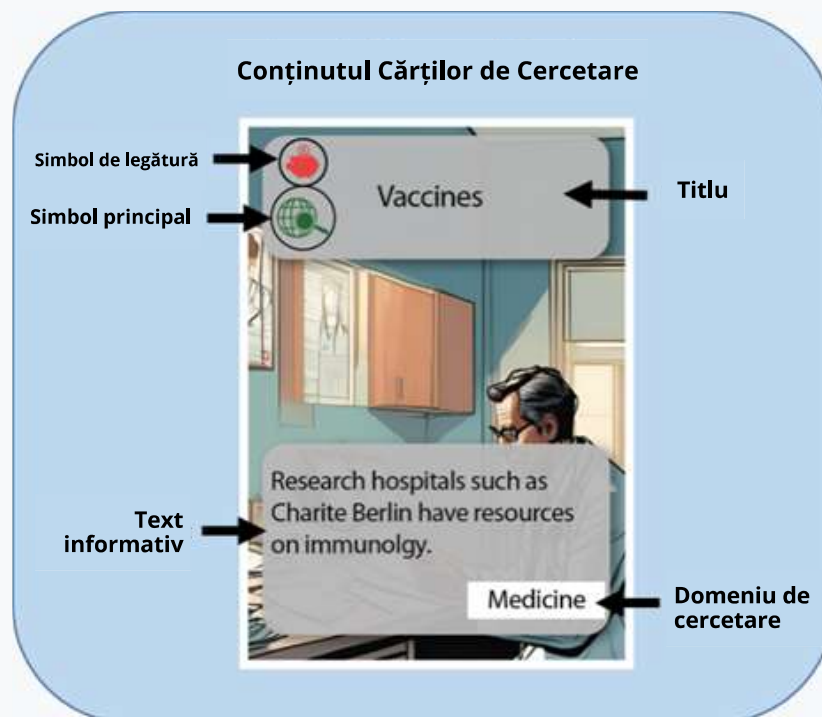 Conținutul Cărților de Cercetare
Simbol de legătură
Simbol principal
Vaccines
Titlu
Research hospitals such as
Charite Berlin have resources
on immunolgy.
Text
informativ
Medicine
Domeniu de
cercetare